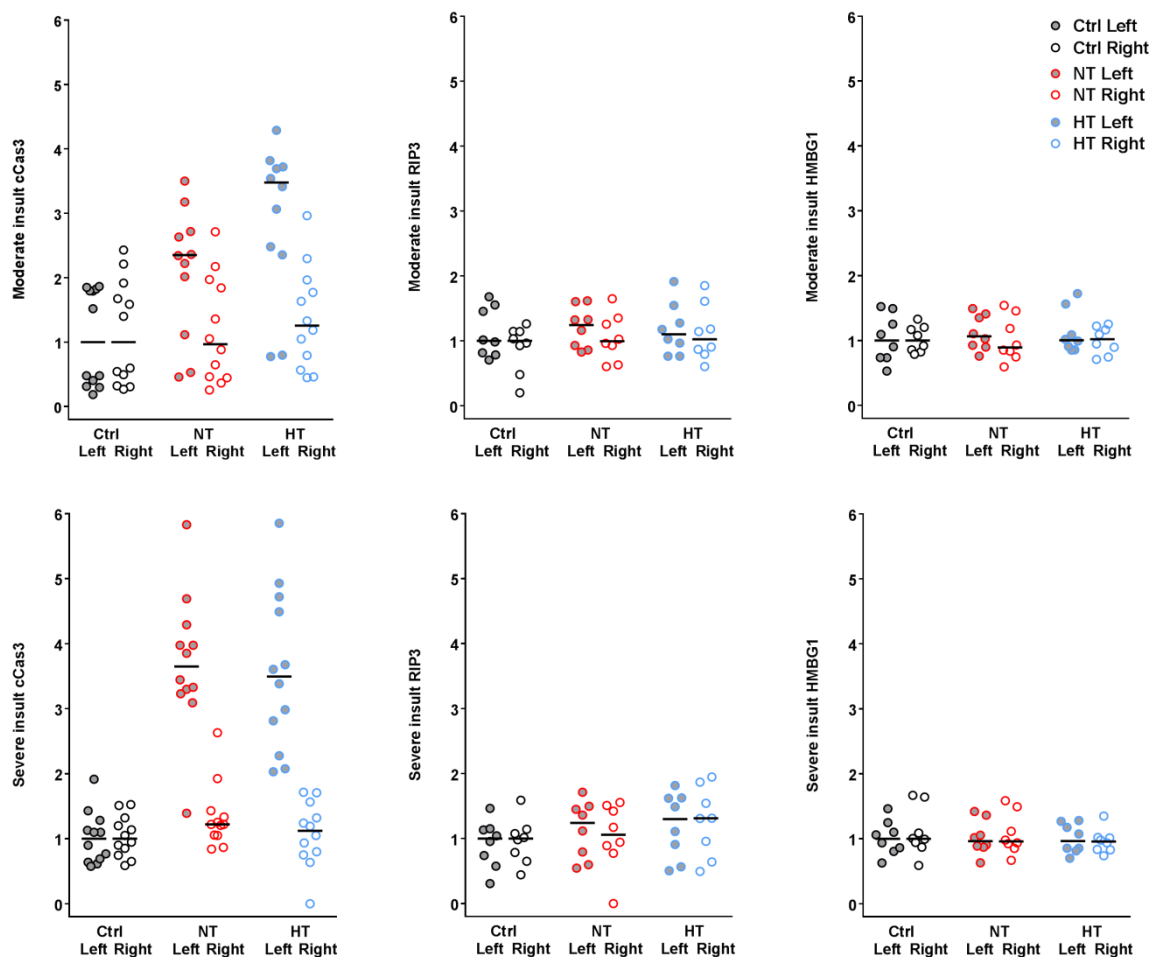 Moderate insult cCas3
6
5
4
3
2
1
0
Ctrl NT HT
Left Right Left Right Left Right
Moderate insult RIP3
6
5
4
3
2
1
0
Ctrl NT HT
Left Right Left Right Left Right
Moderate insult HMBG1
6
5
4
3
2
1
0
Ctrl NT HT
Left Right Left Right Left Right
Ctrl Left
Ctrl Right
NT Left
NT Right
HT Left
HT Right
Severe insult cCas3
6
5
4
3
2
1
0
Ctrl NT HT
Left Right Left Right Left Right
Severe insult RIP3
6
5
4
3
2
1
0
Ctrl NT HT
Left Right Left Right Left Right
Severe insult HMBG1
6
5
4
3
2
1
0
Ctrl NT HT
Left Right Left Right Left Right